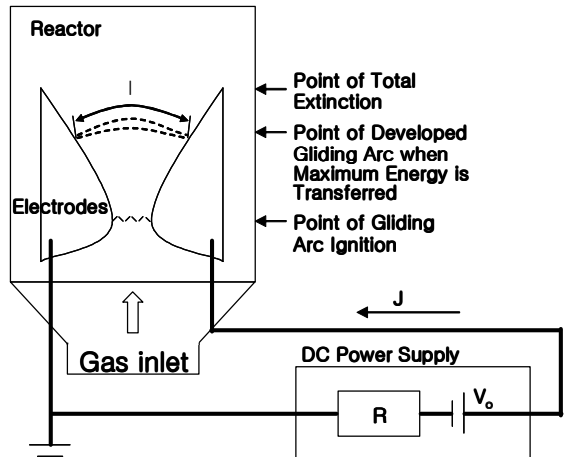 Reactor
l
Point of Total
Extinction
Point of Developed
Gliding Arc when
Maximum Energy is
Transferred
Electrodes
Point of Gliding
Arc Ignition
J
Gas inlet
DC Power Supply
R
Vo